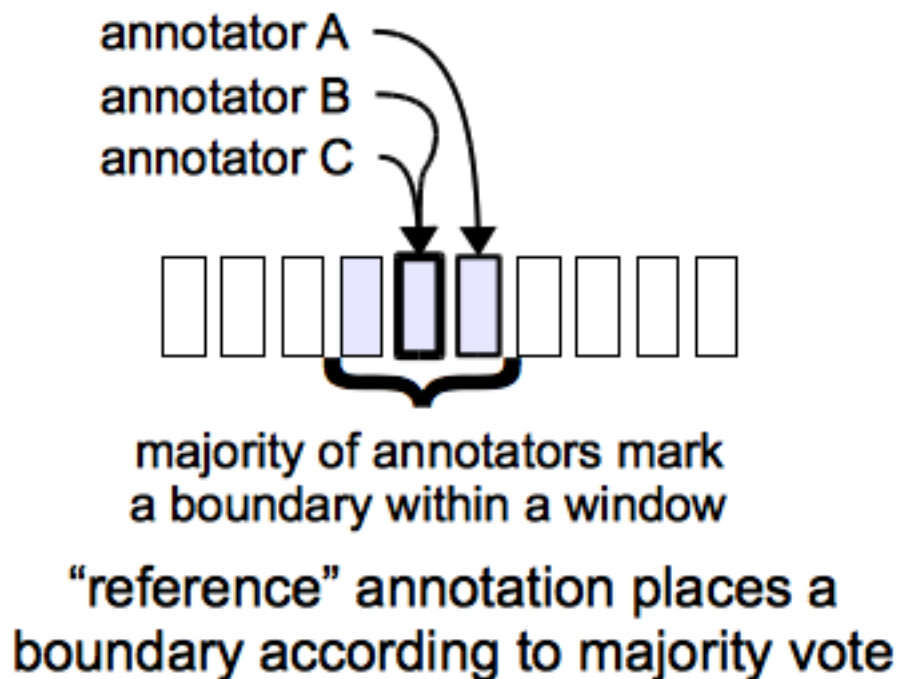 annotator A
annotator B
annotator C
majority of annotators mark
a boundary within a window
“reference” annotation places a
boundary according to majority vote